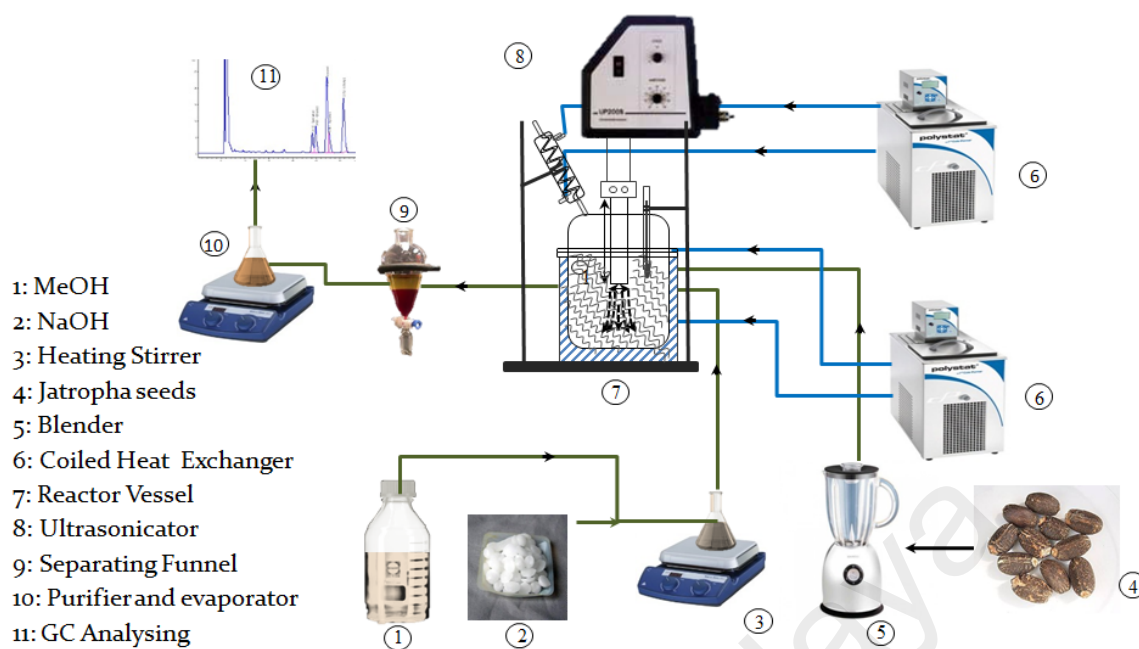 11
8
UP200S
polystat
6
9
10
1: MeOH
2: NaOH
3: Heating Stirrer
4: Jatropha seeds
5: Blender
6: Coiled Heat Exchanger
7: Reactor Vessel
8: Ultrasonicator
9: Separating Funnel
10: Purifier and evaporator
11: GC Analysing
7
polystat
6
1
2
3
5
4
alaya